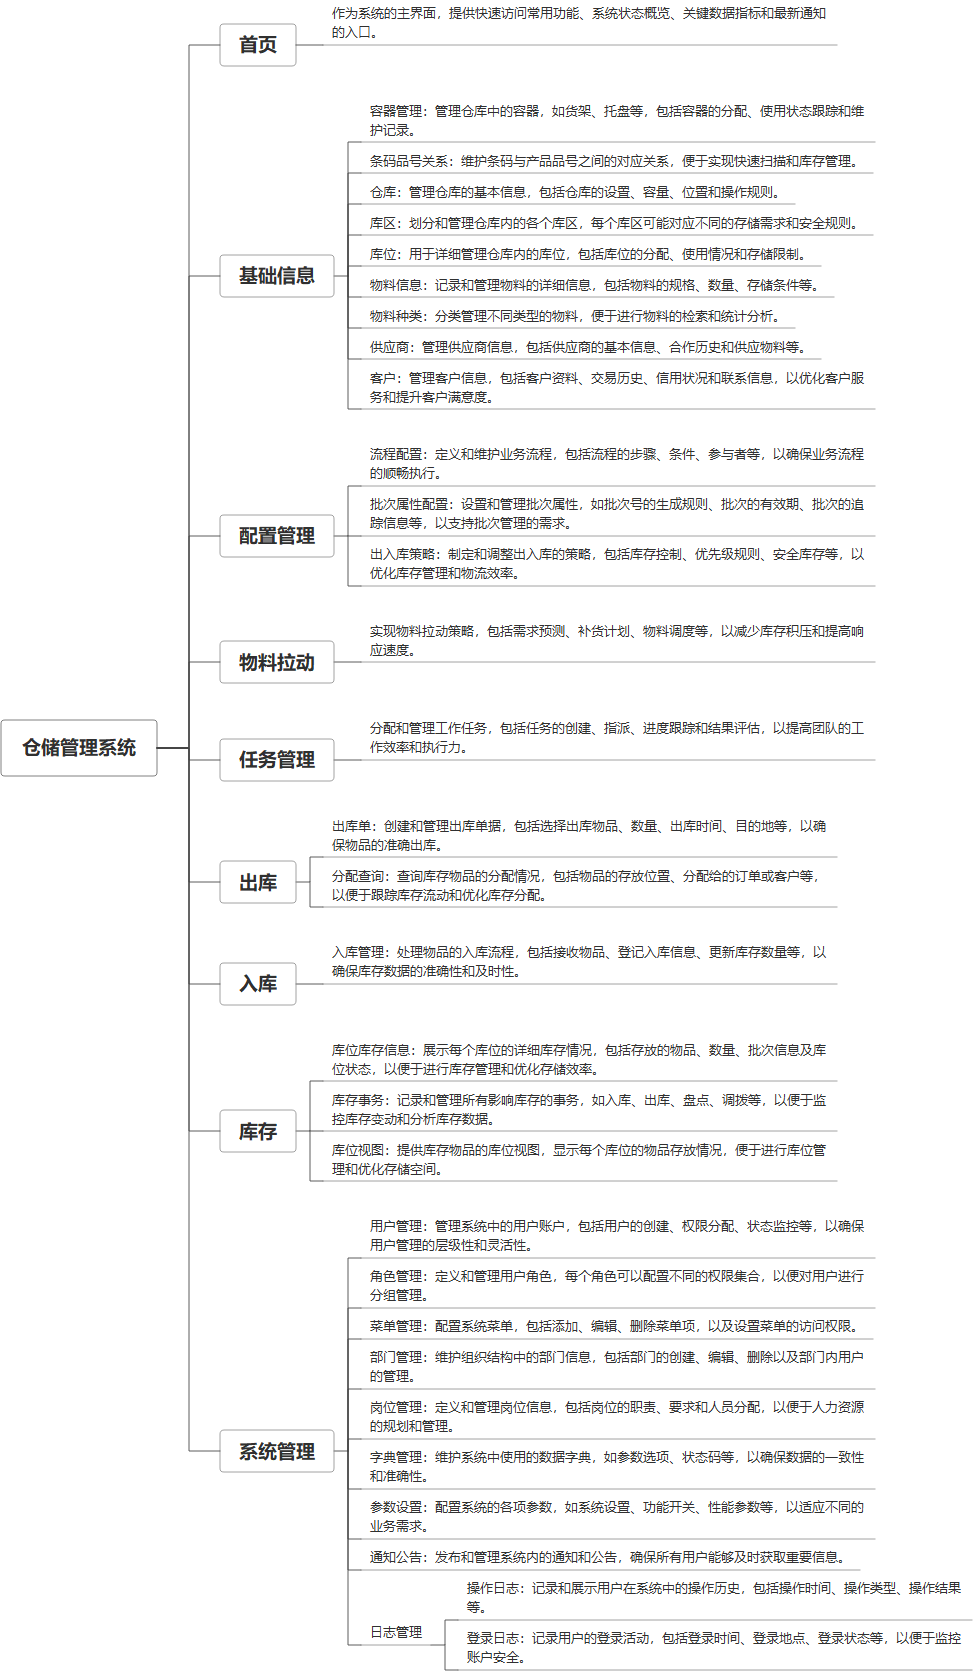 作为系统的主界面，提供快速访问常用功能、系统状态概览、关键数据指标和最新通知
的入口。
首页
容器管理：管理仓库中的容器，如货架、托盘等，包括容器的分配、使用状态跟踪和维
护记录。
条码品号关系：维护条码与产品品号之间的对应关系，便于实现快速扫描和库存管理。
仓库：管理仓库的基本信息，包括仓库的设置、容量、位置和操作规则。
库区：划分和管理仓库内的各个库区，每个库区可能对应不同的存储需求和安全规则。
库位：用于详细管理仓库内的库位，包括库位的分配、使用情况和存储限制。
基础信息
物料信息：记录和管理物料的详细信息，包括物料的规格、数量、存储条件等。
物料种类：分类管理不同类型的物料，便于进行物料的检索和统计分析。
供应商：管理供应商信息，包括供应商的基本信息、合作历史和供应物料等。
客户：管理客户信息，包括客户资料、交易历史、信用状况和联系信息，以优化客户服
务和提升客户满意度。
流程配置：定义和维护业务流程，包括流程的步骤、条件、参与者等，以确保业务流程
的顺畅执行。
批次属性配置：设置和管理批次属性，如批次号的生成规则、批次的有效期、批次的追
踪信息等，以支持批次管理的需求。
配置管理
出入库策略：制定和调整出入库的策略，包括库存控制、优先级规则、安全库存等，以
优化库存管理和物流效率。
实现物料拉动策略，包括需求预测、补货计划、物料调度等，以减少库存积压和提高响
应速度。
物料拉动
仓储管理系统
分配和管理工作任务，包括任务的创建、指派、进度跟踪和结果评估，以提高团队的工
作效率和执行力。
任务管理
出库单：创建和管理出库单据，包括选择出库物品、数量、出库时间、目的地等，以确
保物品的准确出库。
出库
分配查询：查询库存物品的分配情况，包括物品的存放位置、分配给的订单或客户等，
以便于跟踪库存流动和优化库存分配。
入库管理：处理物品的入库流程，包括接收物品、登记入库信息、更新库存数量等，以
确保库存数据的准确性和及时性。
入库
库位库存信息：展示每个库位的详细库存情况，包括存放的物品、数量、批次信息及库
位状态，以便于进行库存管理和优化存储效率。
库存事务：记录和管理所有影响库存的事务，如入库、出库、盘点、调拨等，以便于监
控库存变动和分析库存数据。
库存
库位视图：提供库存物品的库位视图，显示每个库位的物品存放情况，便于进行库位管
理和优化存储空间。
用户管理：管理系统中的用户账户，包括用户的创建、权限分配、状态监控等，以确保
用户管理的层级性和灵活性。
角色管理：定义和管理用户角色，每个角色可以配置不同的权限集合，以便对用户进行
分组管理。
菜单管理：配置系统菜单，包括添加、编辑、删除菜单项，以及设置菜单的访问权限。
部门管理：维护组织结构中的部门信息，包括部门的创建、编辑、删除以及部门内用户
的管理。
岗位管理：定义和管理岗位信息，包括岗位的职责、要求和人员分配，以便于人力资源
的规划和管理。
系统管理
字典管理：维护系统中使用的数据字典，如参数选项、状态码等，以确保数据的一致性
和准确性。
参数设置：配置系统的各项参数，如系统设置、功能开关、性能参数等，以适应不同的
业务需求。
通知公告：发布和管理系统内的通知和公告，确保所有用户能够及时获取重要信息。
操作日志：记录和展示用户在系统中的操作历史，包括操作时间、操作类型、操作结果
等。
日志管理
登录日志：记录用户的登录活动，包括登录时间、登录地点、登录状态等，以便于监控
账户安全。